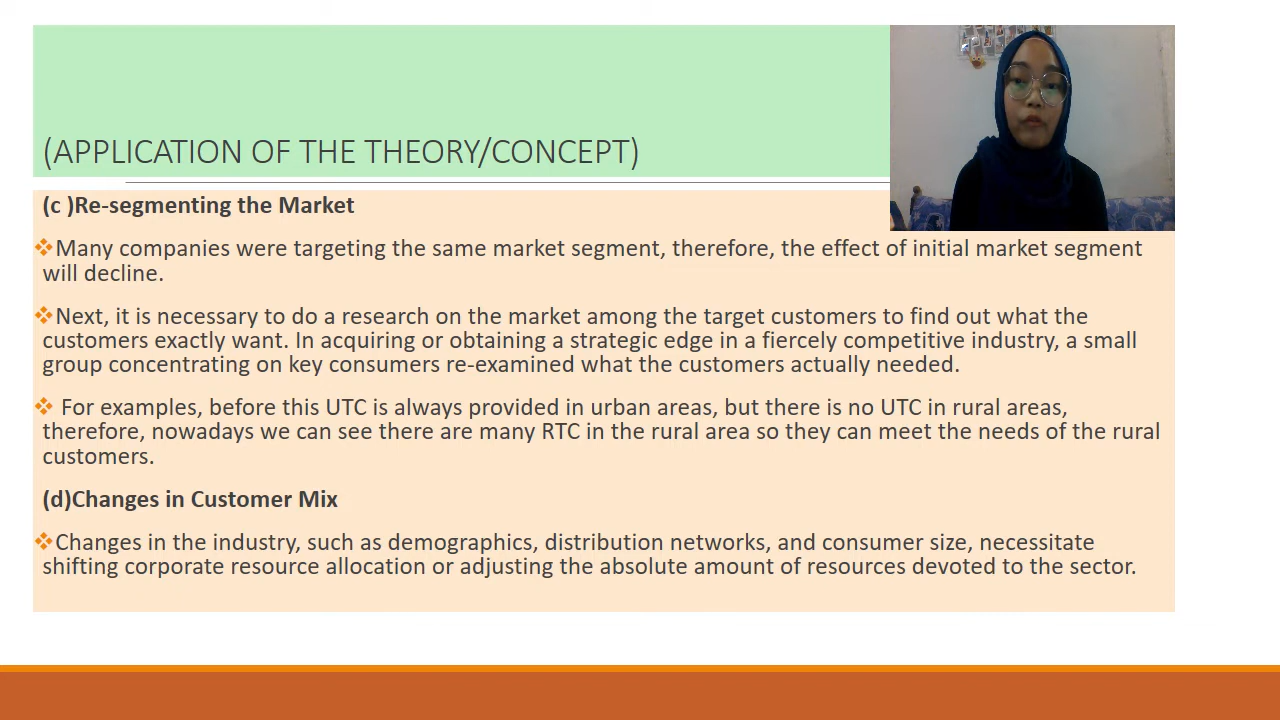 (APPLICATION OF THE THEORY/CONCEPT)
(c )Re-segmenting the Market
Many companies were targeting the same market segment, therefore, the effect of initial market segment
will decline.
Next, it is necessary to do a research on the market among the target customers to find out what the
customers exactly want. In acquiring or obtaining a strategic edge in a fiercely competitive industry, a small
group concentrating on key consumers re-examined what the customers actually needed.
For examples, before this UTC is always provided in urban areas, but there is no UTC in rural areas,
therefore, nowadays we can see there are many RTC in the rural area so they can meet the needs of the rural
customers.
(d)Changes in Customer Mix
Changes in the industry, such as demographics, distribution networks, and consumer size, necessitate
shifting corporate resource allocation or adjusting the absolute amount of resources devoted to the sector.